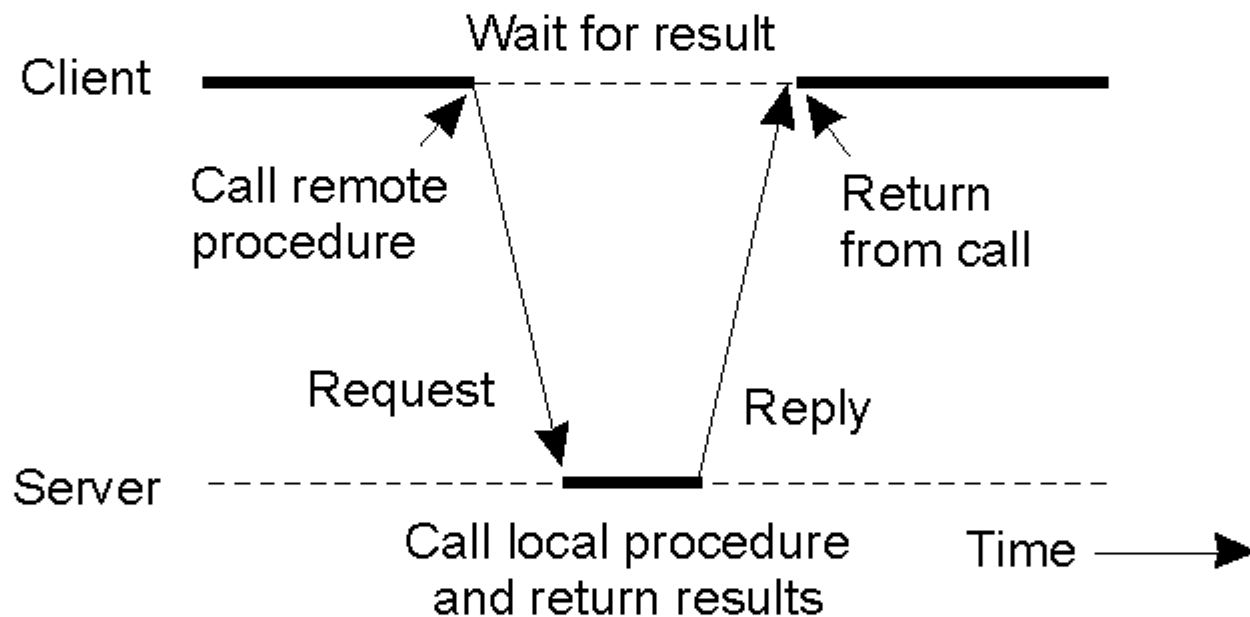 Wait for result
Client
Call remote
procedure
Return
from call
Request
Reply
Server
Call local procedure
and return results
Time